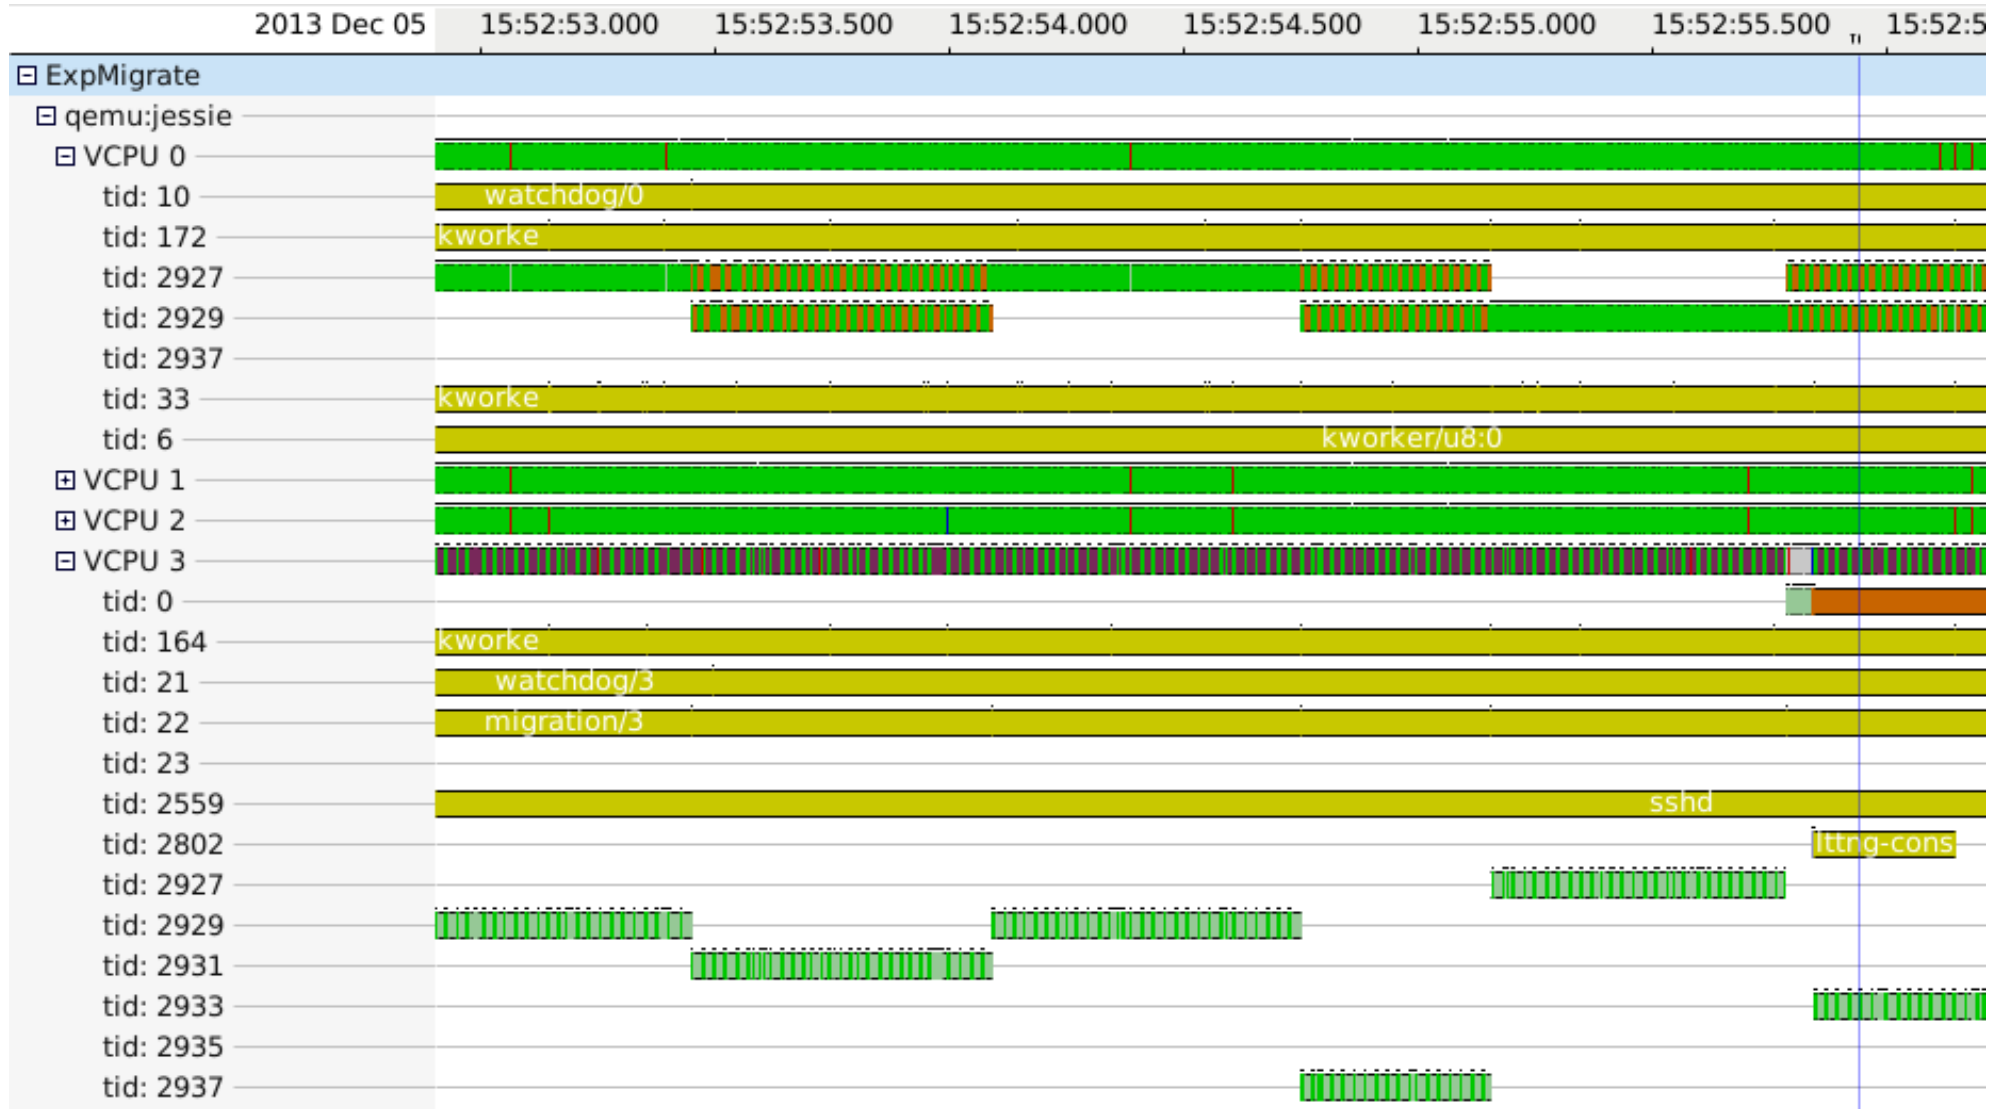 2013 Dec 05 15:52:53.000 15:52:53.500 15:52:54.000 15:52:54.500 15:52:55.000 15:52:55.500 15:52:5
ExpMigrate
qemu:jessie
VCPU 0
tid: 10 watchdog/0
tid: 172 kworke
tid: 2927
tid: 2929
tid: 2937
tid: 33 kworke
tid: 6 kworker/u8:0
VCPU 1
VCPU 2
VCPU 3
tid: 0
tid: 164 kworke
tid: 21 watchdog/3
tid: 22 migration/3
tid: 23
tid: 2559 sshd
tid: 2802 lttng-cons
tid: 2927
tid: 2929
tid: 2931
tid: 2933
tid: 2935
tid: 2937